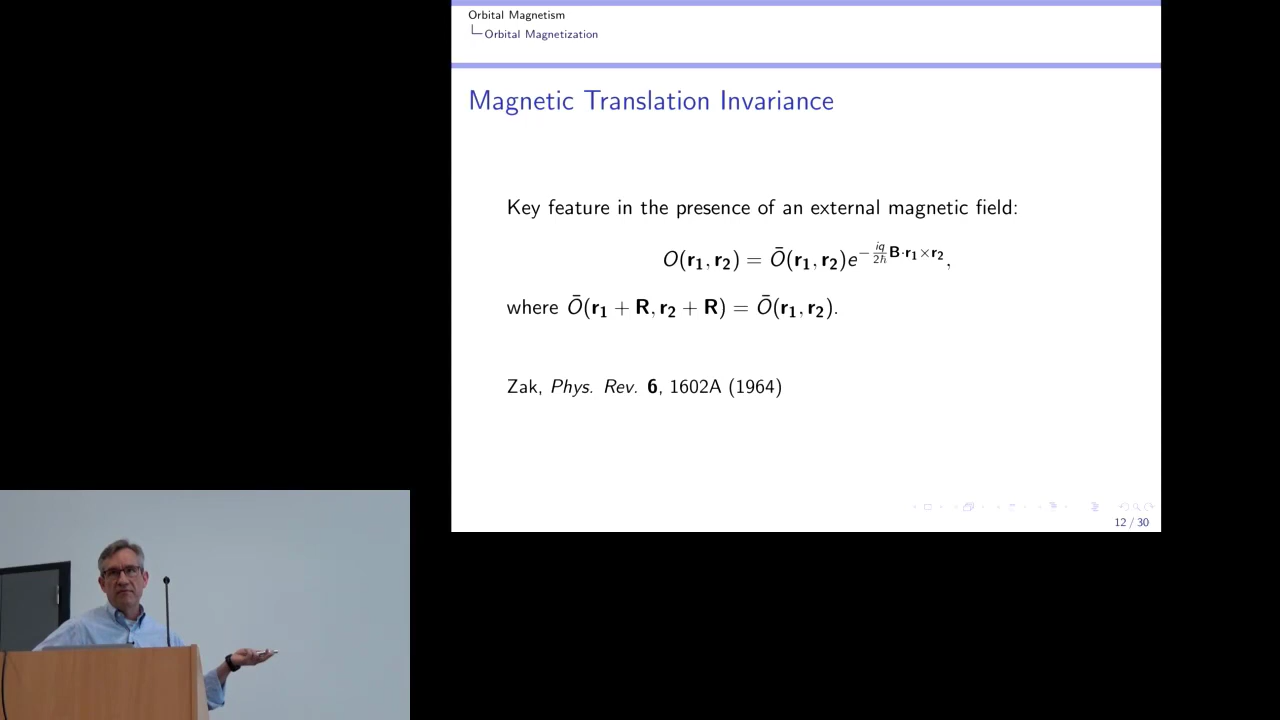 Orbital Magnetism
Orbital Magnetization
Magnetic Translation Invariance
Key feature in the presence of an external magnetic field:
O(r₁, r₂) = Ō(r₁, r₂)e^{−\frac{iq}{2ħ}B·r₁×r₂},
where Ō(r₁ + R, r₂ + R) = Ō(r₁, r₂).
Zak, Phys. Rev. 6, 1602A (1964)
12 / 30